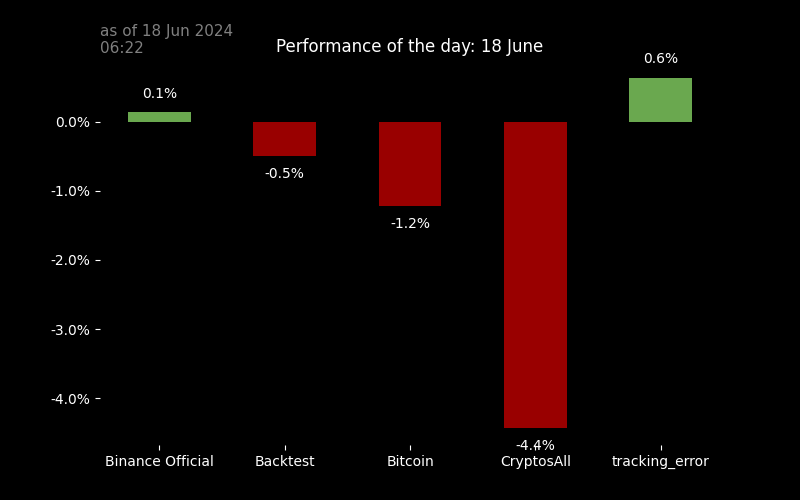 as of 18 Jun 2024
06:22
Performance of the day: 18 June
0.6%
0.1%
0.0%
-0.5%
-1.0%
-1.2%
-2.0%
-3.0%
-4.0%
-4.4%
Binance Official
Backtest
Bitcoin
CryptosAll
tracking_error